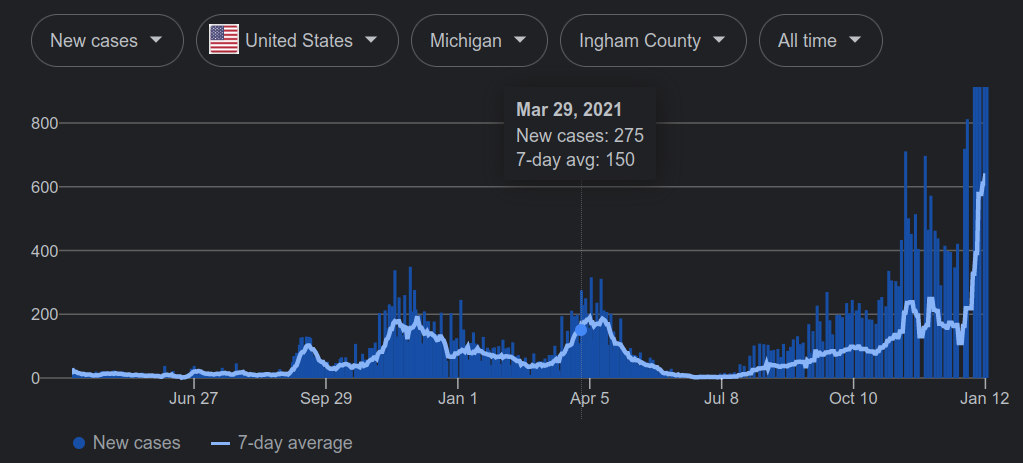 New cases United States Michigan Ingham County All time
Mar 29, 2021
New cases: 275
7-day avg: 150
800
600
400
200
0
Jun 27 Sep 29 Jan 1 Apr 5 Jul 8 Oct 10 Jan 12
New cases 7-day average